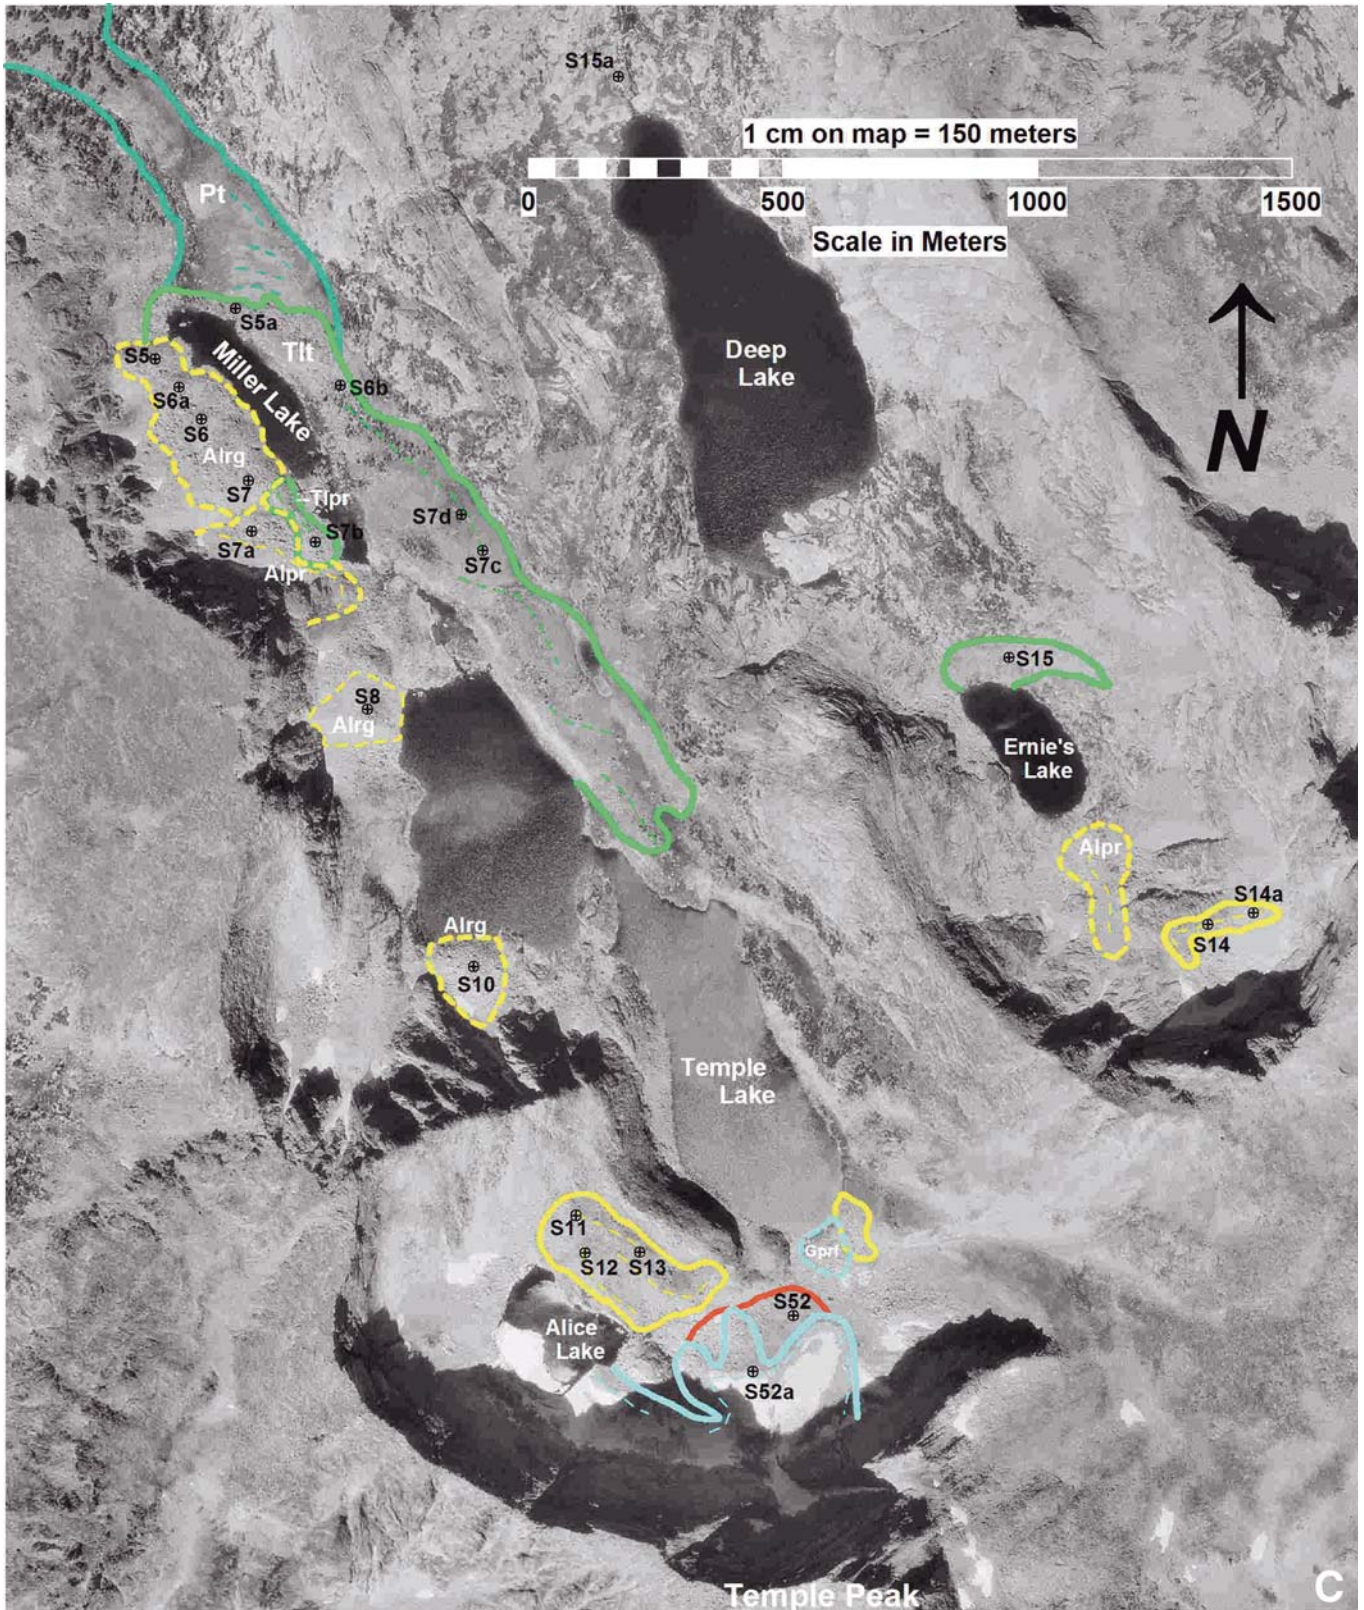 S15a
1 cm on map = 150 meters
0 500 1000 1500
Scale in Meters
Pt
N
S5a
Tlt
Miller Lake
Deep
Lake
S5
S6a
S6b
S6
Alrg
S7
Tlpr
S7d
S7a
S7b
S7c
Alpr
S15
S8
Alrg
Ernie's
Lake
Alpr
S14a
S14
Alrg
S10
Temple
Lake
S11
S12
S13
Gprf
S52
Alice
Lake
S52a
Temple Peak
C